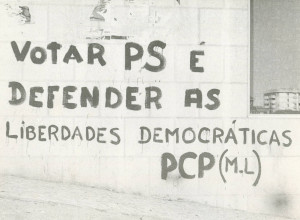 VOTAR PS É
DEFENDER AS
LIBERDADES DEMOCRÁTICAS
PCP (M.L)